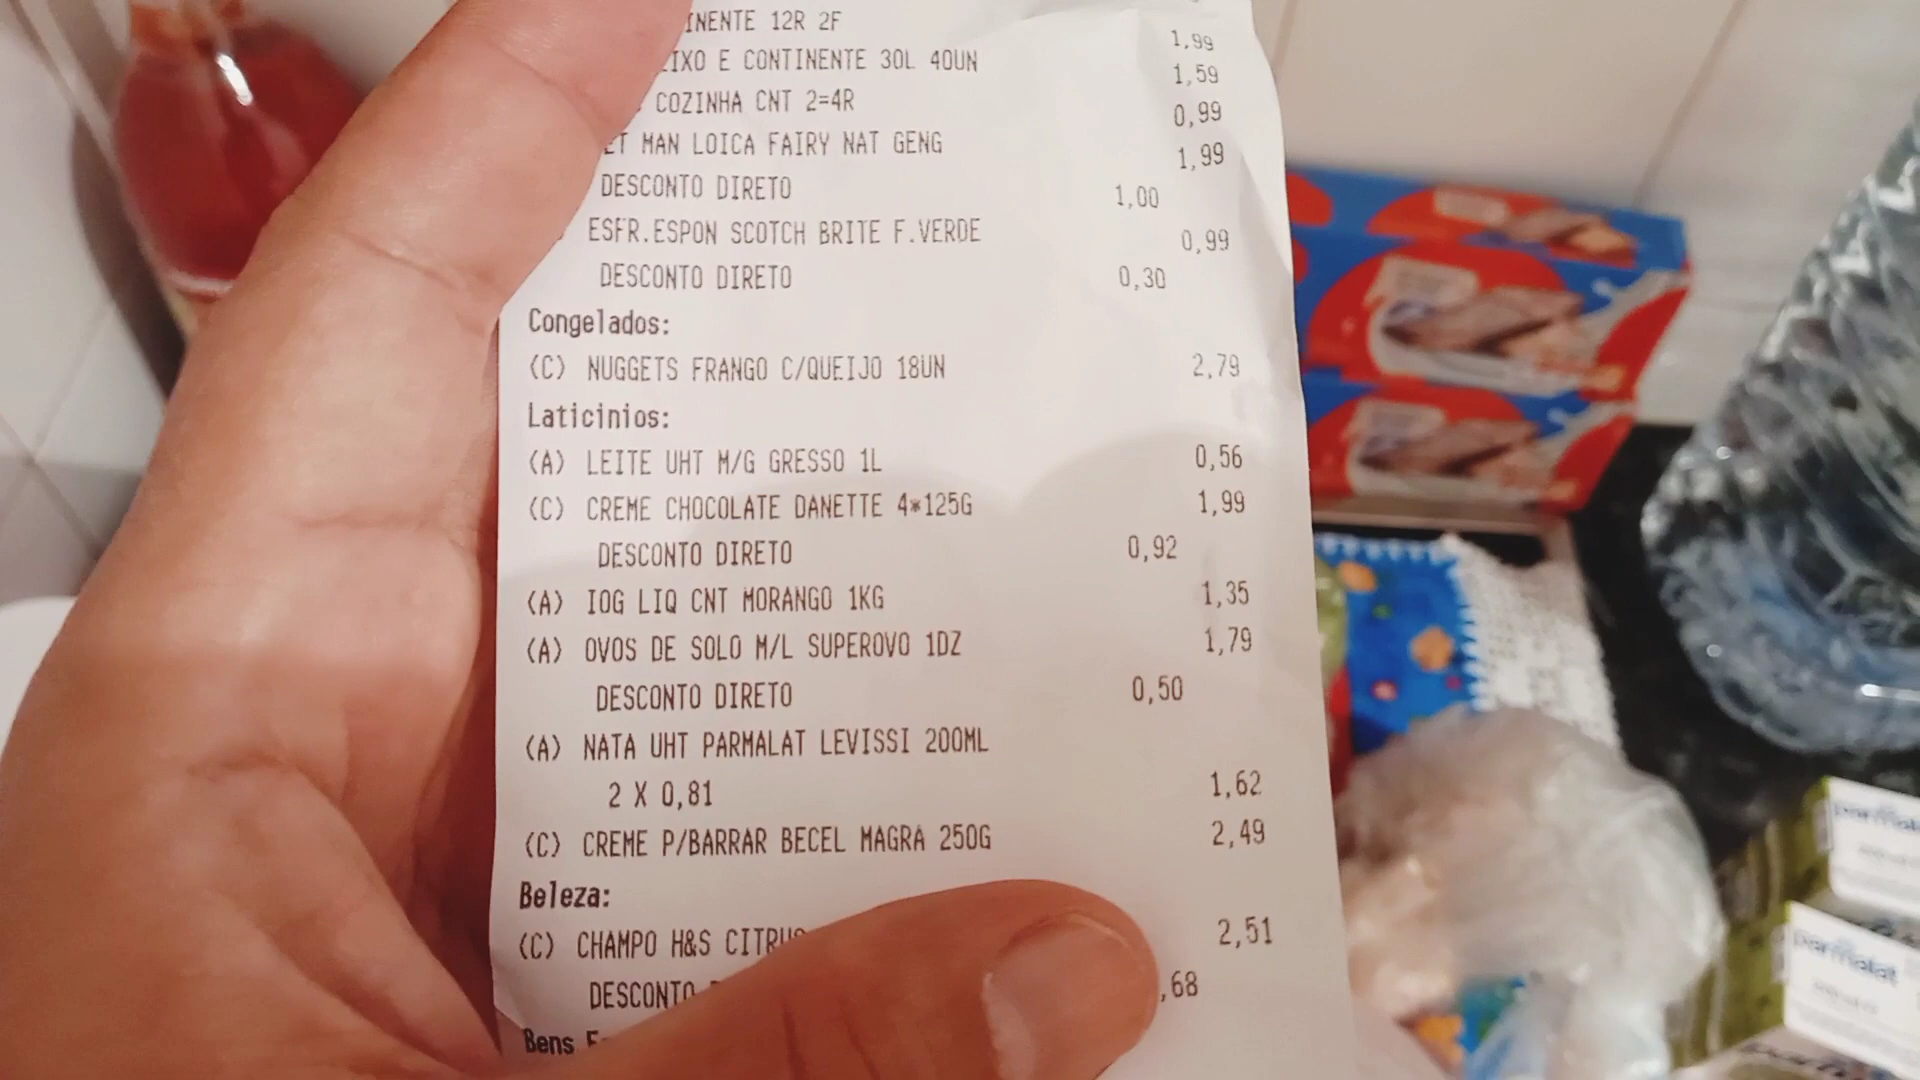 INENTE 12R 2F 1,99
IXO E CONTINENTE 30L 40UN 1,59
COZINHA CNT 2=4R 0,99
ET MAN LOICA FAIRY NAT GENG 1,99
DESCONTO DIRETO 1,00
ESFR.ESPON SCOTCH BRITE F.VERDE 0,99
DESCONTO DIRETO 0,30
Congelados:
(C) NUGGETS FRANGO C/QUEIJO 18UN 2,79
Laticinios:
(A) LEITE UHT M/G GRESSO 1L 0,56
(C) CREME CHOCOLATE DANETTE 4*125G 1,99
DESCONTO DIRETO 0,92
(A) IOG LIQ CNT MORANGO 1KG 1,35
(A) OVOS DE SOLO M/L SUPEROVO 1DZ 1,79
DESCONTO DIRETO 0,50
(A) NATA UHT PARMALAT LEVISSI 200ML
2 X 0,81 1,62
(C) CREME P/BARRAR BECEL MAGRA 250G 2,49
Beleza:
(C) CHAMPO H&S CITRUS 2,51
DESCONTO ,68
Bens
parmalat
parmalat